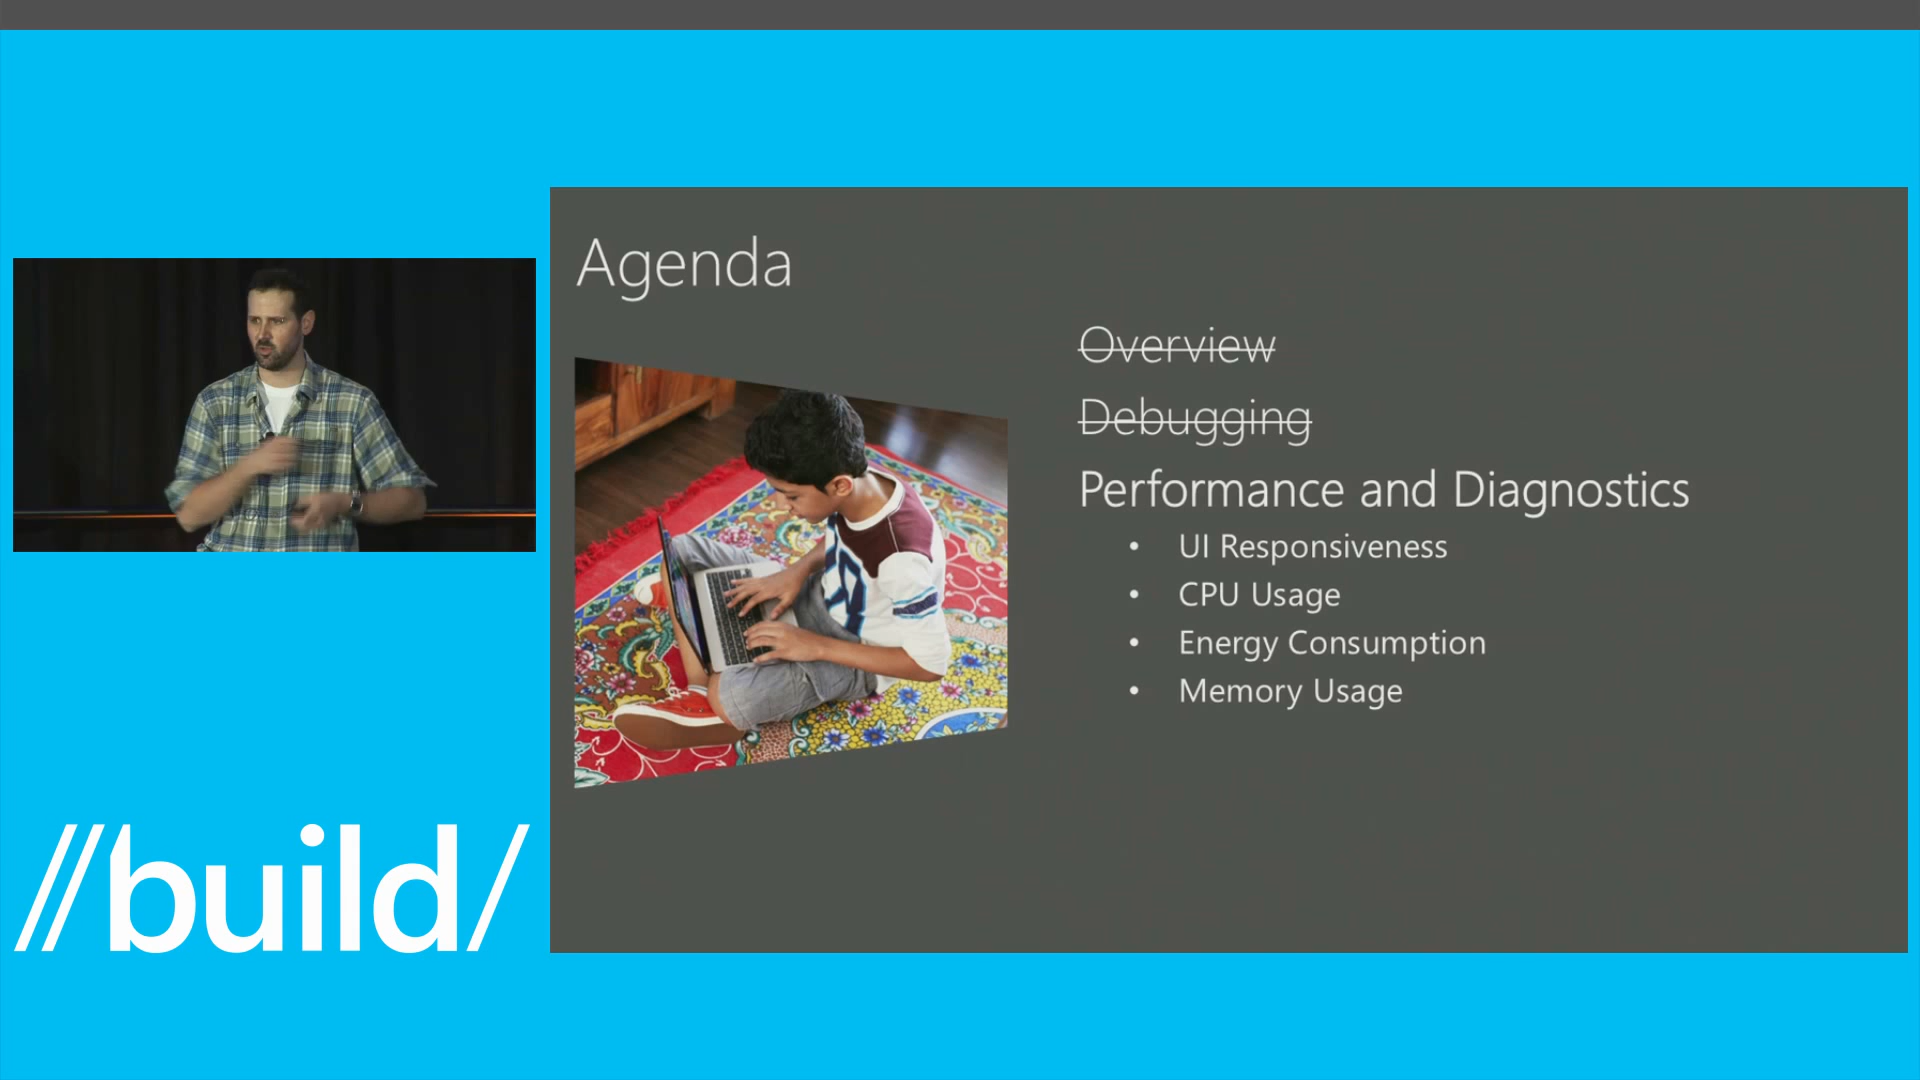 Agenda
Overview
Debugging
Performance and Diagnostics
• UI Responsiveness
• CPU Usage
• Energy Consumption
• Memory Usage
//build/